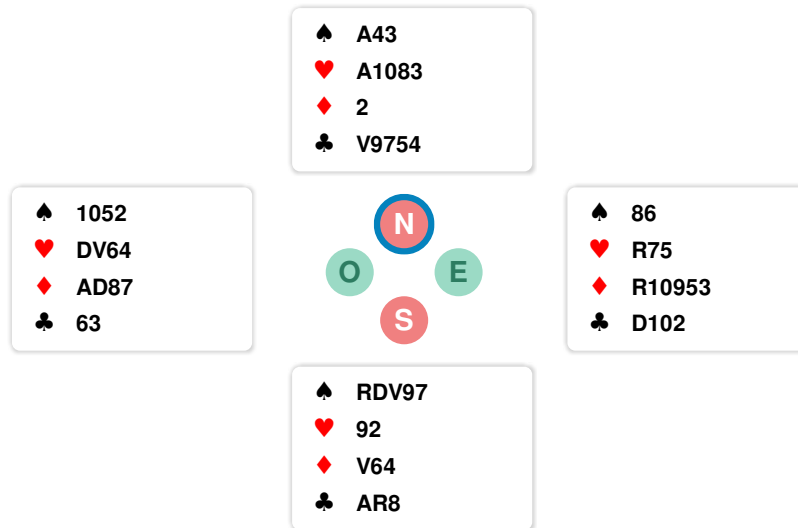 ♠ A43
♥ A1083
♦ 2
♣ V9754
♠ 1052
♥ DV64
♦ AD87
♣ 63
N
O E
S
♠ 86
♥ R75
♦ R10953
♣ D102
♠ RDV97
♥ 92
♦ V64
♣ AR8